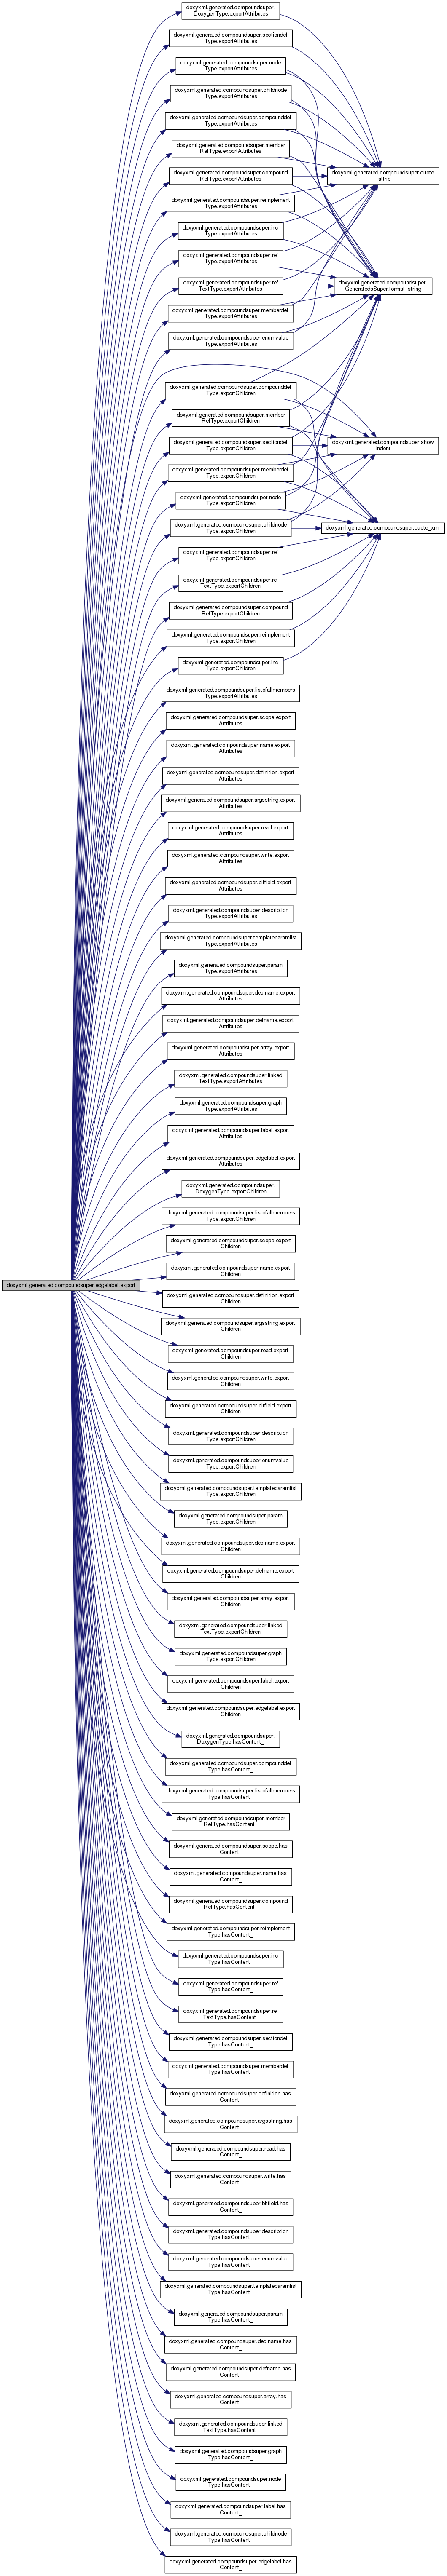 doxyxml.generated.compoundsuper.
DoxygenType.exportAttributes
doxyxml.generated.compoundsuper.sectiondef
Type.exportAttributes
doxyxml.generated.compoundsuper.node
Type.exportAttributes
doxyxml.generated.compoundsuper.childnode
Type.exportAttributes
doxyxml.generated.compoundsuper.compounddef
Type.exportAttributes
doxyxml.generated.compoundsuper.member
RefType.exportAttributes
doxyxml.generated.compoundsuper.compound
RefType.exportAttributes
doxyxml.generated.compoundsuper.quote
_attrib
doxyxml.generated.compoundsuper.reimplement
Type.exportAttributes
doxyxml.generated.compoundsuper.inc
Type.exportAttributes
doxyxml.generated.compoundsuper.ref
Type.exportAttributes
doxyxml.generated.compoundsuper.ref
TextType.exportAttributes
doxyxml.generated.compoundsuper.
GeneratedsSuper.format_string
doxyxml.generated.compoundsuper.memberdef
Type.exportAttributes
doxyxml.generated.compoundsuper.enumvalue
Type.exportAttributes
doxyxml.generated.compoundsuper.compounddef
Type.exportChildren
doxyxml.generated.compoundsuper.member
RefType.exportChildren
doxyxml.generated.compoundsuper.sectiondef
Type.exportChildren
doxyxml.generated.compoundsuper.show
Indent
doxyxml.generated.compoundsuper.memberdef
Type.exportChildren
doxyxml.generated.compoundsuper.node
Type.exportChildren
doxyxml.generated.compoundsuper.childnode
Type.exportChildren
doxyxml.generated.compoundsuper.quote_xml
doxyxml.generated.compoundsuper.ref
Type.exportChildren
doxyxml.generated.compoundsuper.ref
TextType.exportChildren
doxyxml.generated.compoundsuper.compound
RefType.exportChildren
doxyxml.generated.compoundsuper.reimplement
Type.exportChildren
doxyxml.generated.compoundsuper.inc
Type.exportChildren
doxyxml.generated.compoundsuper.listofallmembers
Type.exportAttributes
doxyxml.generated.compoundsuper.scope.export
Attributes
doxyxml.generated.compoundsuper.name.export
Attributes
doxyxml.generated.compoundsuper.definition.export
Attributes
doxyxml.generated.compoundsuper.argsstring.export
Attributes
doxyxml.generated.compoundsuper.read.export
Attributes
doxyxml.generated.compoundsuper.write.export
Attributes
doxyxml.generated.compoundsuper.bitfield.export
Attributes
doxyxml.generated.compoundsuper.description
Type.exportAttributes
doxyxml.generated.compoundsuper.templateparamlist
Type.exportAttributes
doxyxml.generated.compoundsuper.param
Type.exportAttributes
doxyxml.generated.compoundsuper.declname.export
Attributes
doxyxml.generated.compoundsuper.defname.export
Attributes
doxyxml.generated.compoundsuper.array.export
Attributes
doxyxml.generated.compoundsuper.linked
TextType.exportAttributes
doxyxml.generated.compoundsuper.graph
Type.exportAttributes
doxyxml.generated.compoundsuper.label.export
Attributes
doxyxml.generated.compoundsuper.edgelabel.export
Attributes
doxyxml.generated.compoundsuper.
DoxygenType.exportChildren
doxyxml.generated.compoundsuper.listofallmembers
Type.exportChildren
doxyxml.generated.compoundsuper.scope.export
Children
doxyxml.generated.compoundsuper.name.export
Children
doxyxml.generated.compoundsuper.edgelabel.export
doxyxml.generated.compoundsuper.definition.export
Children
doxyxml.generated.compoundsuper.argsstring.export
Children
doxyxml.generated.compoundsuper.read.export
Children
doxyxml.generated.compoundsuper.write.export
Children
doxyxml.generated.compoundsuper.bitfield.export
Children
doxyxml.generated.compoundsuper.description
Type.exportChildren
doxyxml.generated.compoundsuper.enumvalue
Type.exportChildren
doxyxml.generated.compoundsuper.templateparamlist
Type.exportChildren
doxyxml.generated.compoundsuper.param
Type.exportChildren
doxyxml.generated.compoundsuper.declname.export
Children
doxyxml.generated.compoundsuper.defname.export
Children
doxyxml.generated.compoundsuper.array.export
Children
doxyxml.generated.compoundsuper.linked
TextType.exportChildren
doxyxml.generated.compoundsuper.graph
Type.exportChildren
doxyxml.generated.compoundsuper.label.export
Children
doxyxml.generated.compoundsuper.edgelabel.export
Children
doxyxml.generated.compoundsuper.
DoxygenType.hasContent_
doxyxml.generated.compoundsuper.compounddef
Type.hasContent_
doxyxml.generated.compoundsuper.listofallmembers
Type.hasContent_
doxyxml.generated.compoundsuper.member
RefType.hasContent_
doxyxml.generated.compoundsuper.scope.has
Content_
doxyxml.generated.compoundsuper.name.has
Content_
doxyxml.generated.compoundsuper.compound
RefType.hasContent_
doxyxml.generated.compoundsuper.reimplement
Type.hasContent_
doxyxml.generated.compoundsuper.inc
Type.hasContent_
doxyxml.generated.compoundsuper.ref
Type.hasContent_
doxyxml.generated.compoundsuper.ref
TextType.hasContent_
doxyxml.generated.compoundsuper.sectiondef
Type.hasContent_
doxyxml.generated.compoundsuper.memberdef
Type.hasContent_
doxyxml.generated.compoundsuper.definition.has
Content_
doxyxml.generated.compoundsuper.argsstring.has
Content_
doxyxml.generated.compoundsuper.read.has
Content_
doxyxml.generated.compoundsuper.write.has
Content_
doxyxml.generated.compoundsuper.bitfield.has
Content_
doxyxml.generated.compoundsuper.description
Type.hasContent_
doxyxml.generated.compoundsuper.enumvalue
Type.hasContent_
doxyxml.generated.compoundsuper.templateparamlist
Type.hasContent_
doxyxml.generated.compoundsuper.param
Type.hasContent_
doxyxml.generated.compoundsuper.declname.has
Content_
doxyxml.generated.compoundsuper.defname.has
Content_
doxyxml.generated.compoundsuper.array.has
Content_
doxyxml.generated.compoundsuper.linked
TextType.hasContent_
doxyxml.generated.compoundsuper.graph
Type.hasContent_
doxyxml.generated.compoundsuper.node
Type.hasContent_
doxyxml.generated.compoundsuper.label.has
Content_
doxyxml.generated.compoundsuper.childnode
Type.hasContent_
doxyxml.generated.compoundsuper.edgelabel.has
Content_